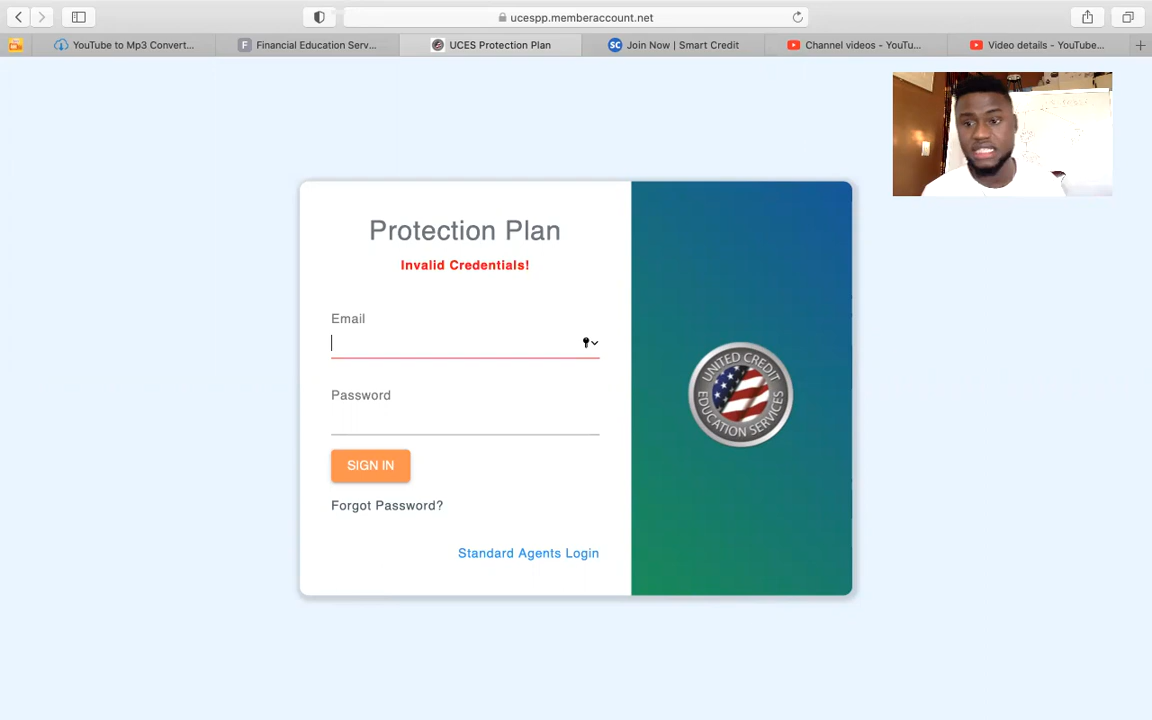 ucespp.memberaccount.net
YouTube to Mp3 Convert...
F Financial Education Serv...
UCES Protection Plan
SC Join Now | Smart Credit
Channel videos - YouTu...
Video details - YouTube...
Protection Plan
Invalid Credentials!
Email
Password
SIGN IN
Forgot Password?
Standard Agents Login
UNITED CREDIT
EDUCATION SERVICES